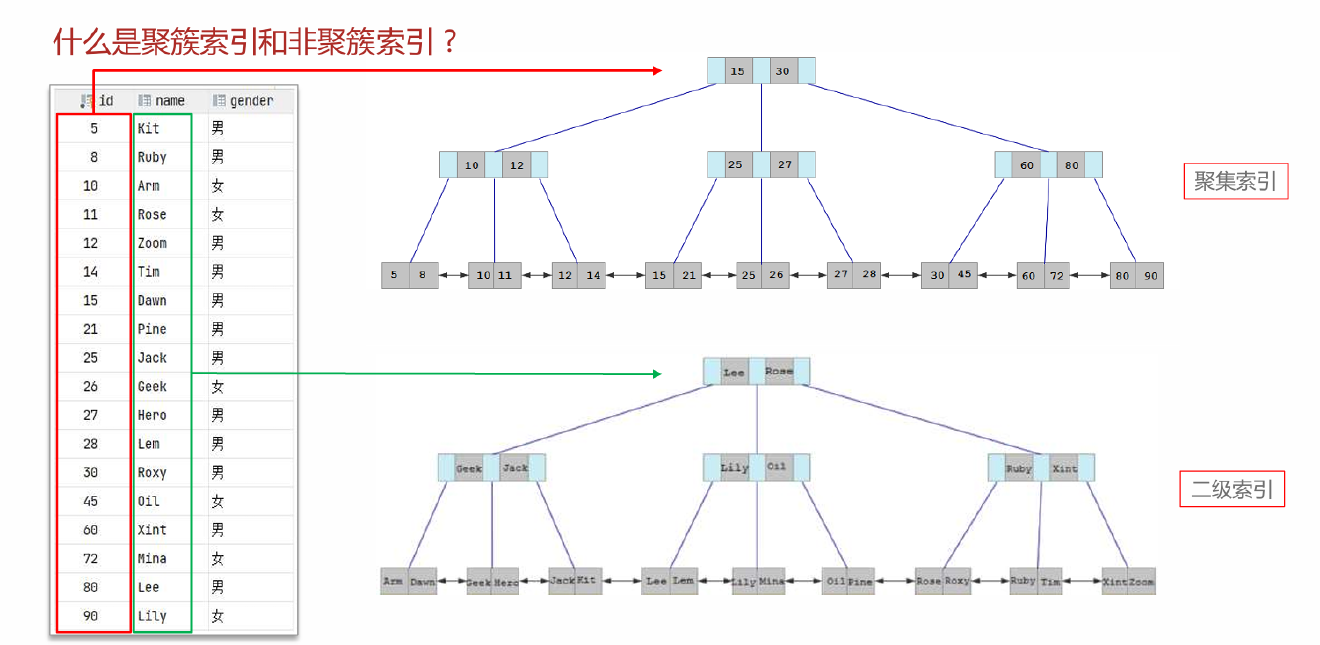 什么是聚簇索引和非聚簇索引？
id name gender
5 Kit 男
8 Ruby 男
10 Arm 女
11 Rose 女
12 Zoom 男
14 Tim 男
15 Dawn 男
21 Pine 男
25 Jack 男
26 Geek 女
27 Hero 男
28 Lem 男
30 Roxy 男
45 Oil 女
60 Xint 男
72 Mina 女
80 Lee 男
90 Lily 女
15 30
10 12 25 27 60 80
聚集索引
5 8 10 11 12 14 15 21 25 26 27 28 30 45 60 72 80 90
Lee Rose
Geek Jack Lily Oil Ruby Xint
二级索引
Arm Dawn Geek Hero Jack Kit Lee Lem Lily Mina Oil Pine Rose Roxy Ruby Tim Xint Zoom